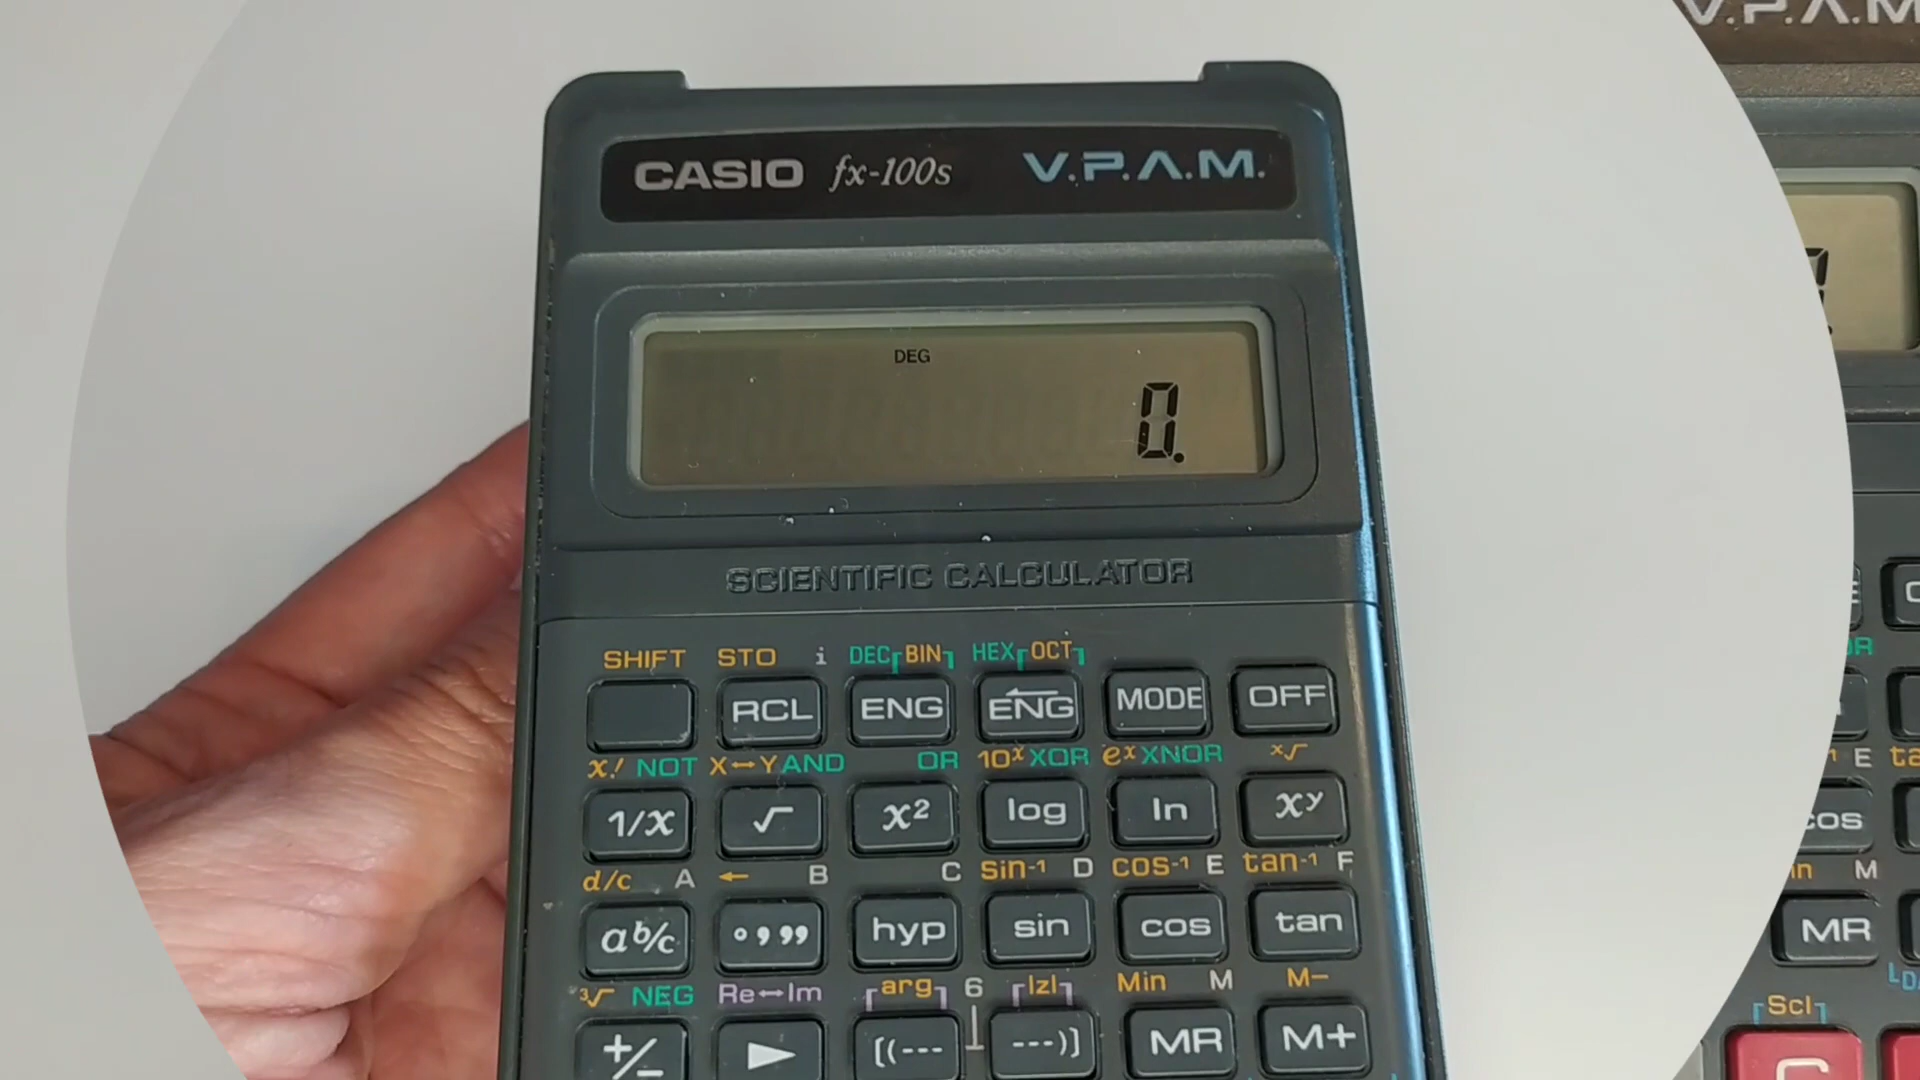 CASIO fx-100s V.P.A.M.
DEG
0.
SCIENTIFIC CALCULATOR
SHIFT STO i DEC BIN HEX OCT
RCL ENG ENG MODE OFF
x! NOT X↔Y AND OR 10ˣ XOR eˣ XNOR ˣ√
1/x √ x² log ln xʸ
d/c A ← B C sin⁻¹ D cos⁻¹ E tan⁻¹ F
a b/c ° , ,, hyp sin cos tan
³√ NEG Re↔Im arg 6 |z| Min M M−
+/− ▶ [(--- ---)] MR M+
V.P.A.M
E
M
MR
Scl
C